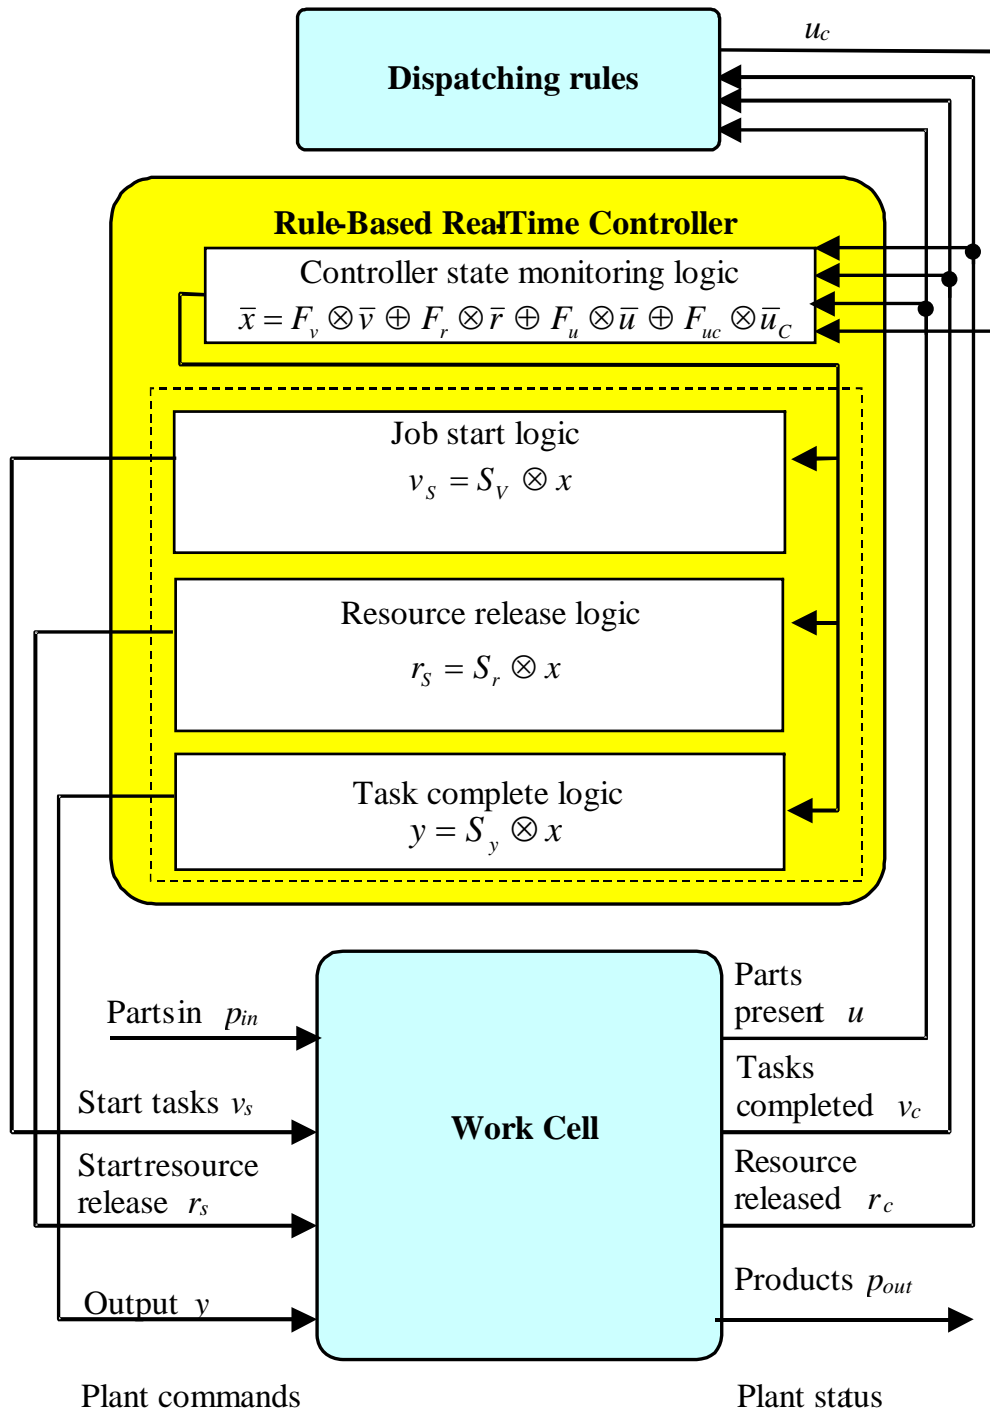 u_c
Dispatching rules
Rule-Based Real-Time Controller
Controller state monitoring logic
x̄ = F_v ⊗ v̄ ⊕ F_r ⊗ r̄ ⊕ F_u ⊗ ū ⊕ F_uc ⊗ ū_C
Job start logic
v_S = S_V ⊗ x
Resource release logic
r_S = S_r ⊗ x
Task complete logic
y = S_y ⊗ x
Parts in p_in
Start tasks v_s
Start resource
release r_s
Output y
Work Cell
Parts
present u
Tasks
completed v_c
Resource
released r_c
Products p_out
Plant commands
Plant status